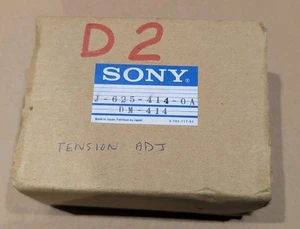 D2
SONY®
J-625-414-0A
DM-414
TENSION ADJ